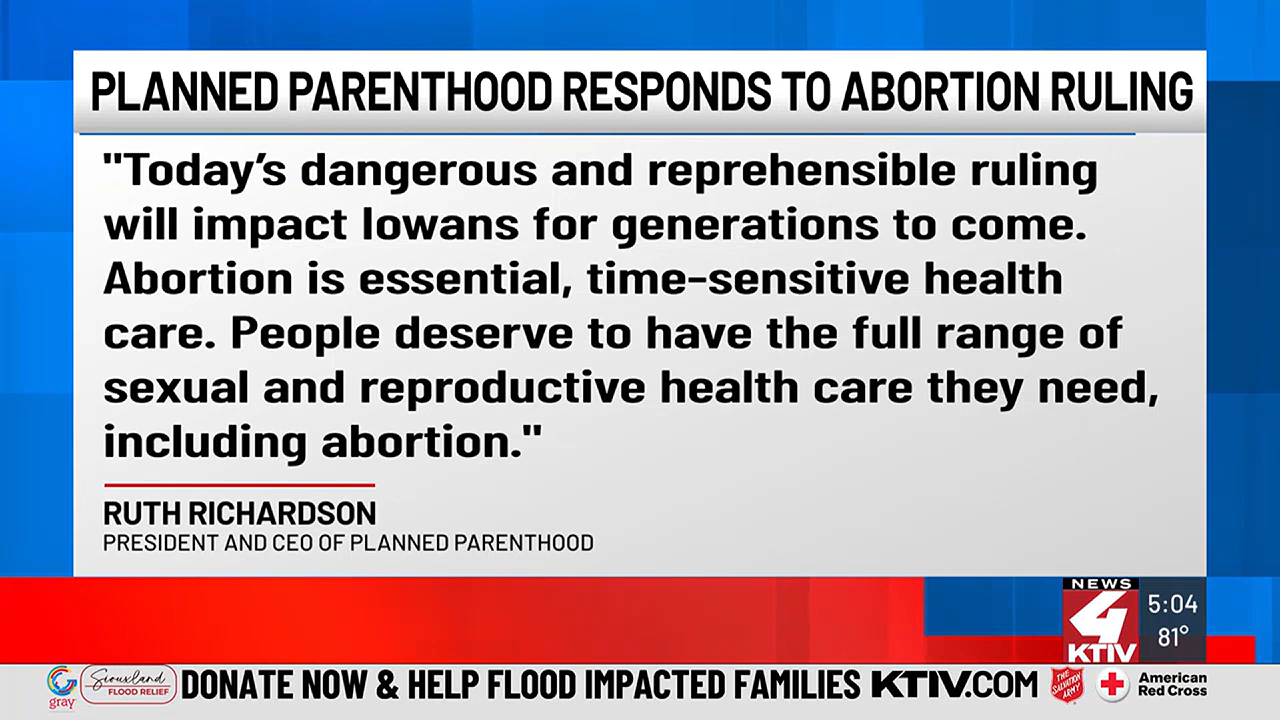 PLANNED PARENTHOOD RESPONDS TO ABORTION RULING
"Today's dangerous and reprehensible ruling
will impact Iowans for generations to come.
Abortion is essential, time-sensitive health
care. People deserve to have the full range of
sexual and reproductive health care they need,
including abortion."
RUTH RICHARDSON
PRESIDENT AND CEO OF PLANNED PARENTHOOD
NEWS
4
KTIV
5:04
81°
gray
Siouxland
FLOOD RELIEF
DONATE NOW & HELP FLOOD IMPACTED FAMILIES KTIV.COM
THE
SALVATION
ARMY
American
Red Cross